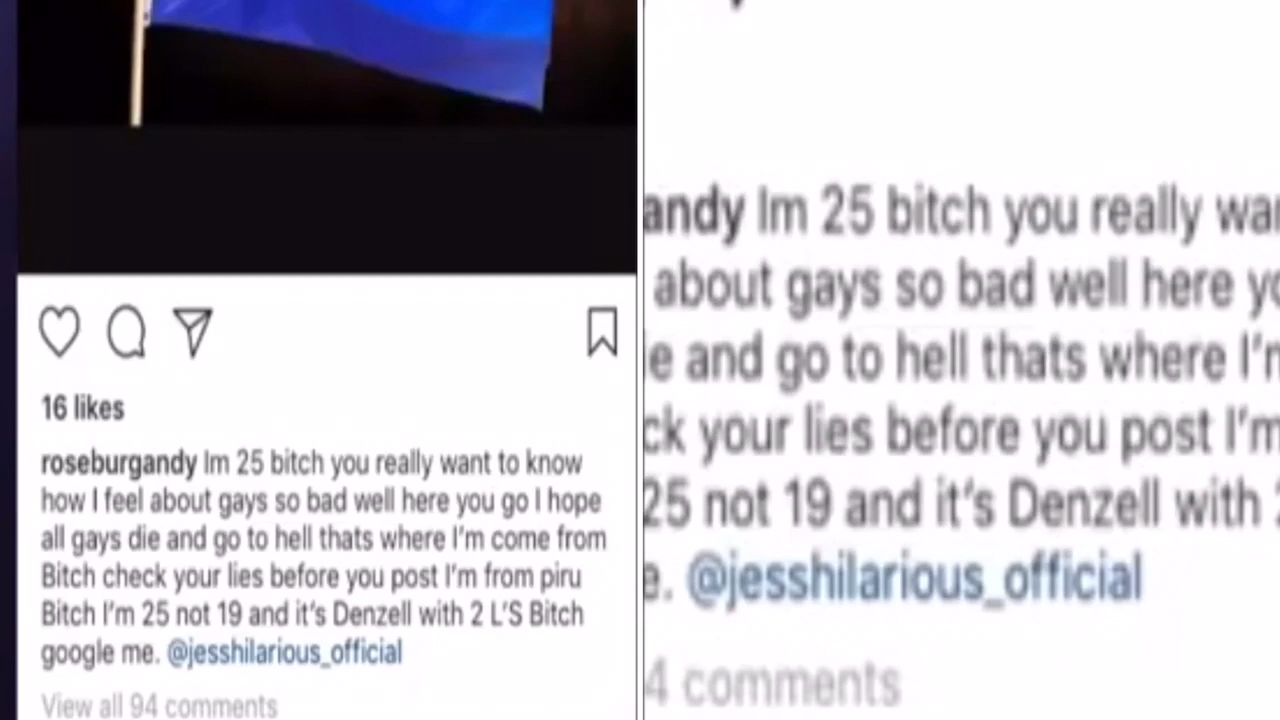 16 likes
roseburgandy Im 25 bitch you really want to know
how I feel about gays so bad well here you go I hope
all gays die and go to hell thats where I'm come from
Bitch check your lies before you post I'm from piru
Bitch I'm 25 not 19 and it's Denzell with 2 L'S Bitch
google me. @jesshilarious_official
View all 94 comments
andy Im 25 bitch you really wa
about gays so bad well here yo
e and go to hell thats where I'm
ck your lies before you post I'm
25 not 19 and it's Denzell with
e. @jesshilarious_official
4 comments